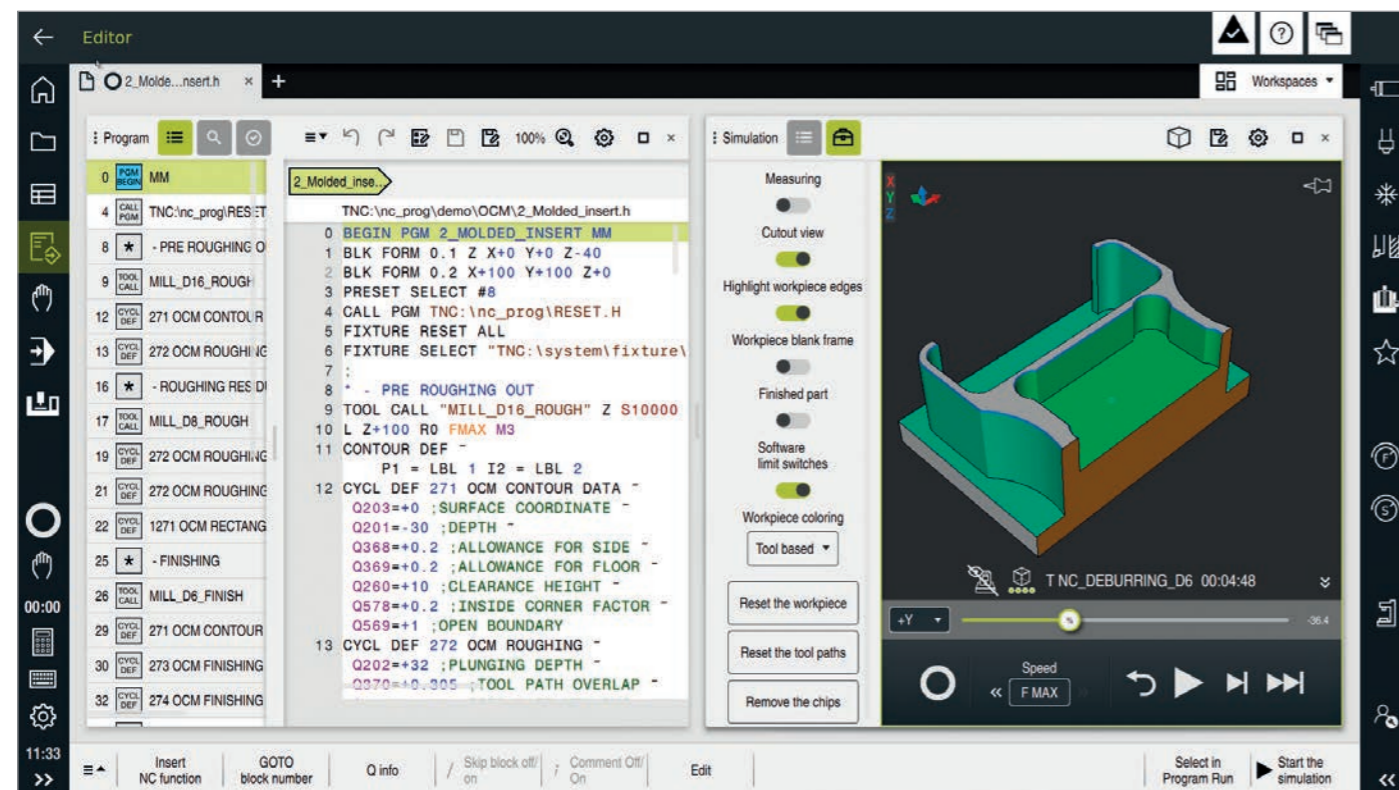 Editor
2_Molde...nsert.h ×
+
Workspaces
Program
100%
×
0 PGM BEGIN MM
4 CALL PGM TNC:\nc_prog\RESET
8 * - PRE ROUGHING O
9 TOOL CALL MILL_D16_ROUGH
12 CYCL DEF 271 OCM CONTOUR
13 CYCL DEF 272 OCM ROUGHING
16 * - ROUGHING RES DI
17 TOOL CALL MILL_D8_ROUGH
19 CYCL DEF 272 OCM ROUGHING
21 CYCL DEF 272 OCM ROUGHING
22 CYCL DEF 1271 OCM RECTANG
25 * - FINISHING
26 TOOL CALL MILL_D6_FINISH
29 CYCL DEF 271 OCM CONTOUR
30 CYCL DEF 273 OCM FINISHING
32 CYCL DEF 274 OCM FINISHING
2_Molded_inse...
TNC:\nc_prog\demo\OCM\2_Molded_insert.h
0 BEGIN PGM 2_MOLDED_INSERT MM
1 BLK FORM 0.1 Z X+0 Y+0 Z-40
2 BLK FORM 0.2 X+100 Y+100 Z+0
3 PRESET SELECT #8
4 CALL PGM TNC:\nc_prog\RESET.H
5 FIXTURE RESET ALL
6 FIXTURE SELECT "TNC:\system\fixture\
7 ;
8 * - PRE ROUGHING OUT
9 TOOL CALL "MILL_D16_ROUGH" Z S10000
10 L Z+100 R0 FMAX M3
11 CONTOUR DEF ~
P1 = LBL 1 I2 = LBL 2
12 CYCL DEF 271 OCM CONTOUR DATA ~
Q203=+0 ;SURFACE COORDINATE ~
Q201=-30 ;DEPTH ~
Q368=+0.2 ;ALLOWANCE FOR SIDE ~
Q369=+0.2 ;ALLOWANCE FOR FLOOR ~
Q260=+10 ;CLEARANCE HEIGHT ~
Q578=+0.2 ;INSIDE CORNER FACTOR ~
Q569=+1 ;OPEN BOUNDARY
13 CYCL DEF 272 OCM ROUGHING ~
Q202=+32 ;PLUNGING DEPTH ~
Q370=+0.305 ;TOOL PATH OVERLAP ~
Simulation
×
Measuring
Cutout view
Highlight workpiece edges
Workpiece blank frame
Finished part
Software
limit switches
Workpiece coloring
Tool based
Reset the workpiece
Reset the tool paths
Remove the chips
X
Y
Z
T NC_DEBURRING_D6 00:04:48
+Y
%
-36.4
Speed
« F MAX »
F
S
00:00
11:33
Insert
NC function
GOTO
block number
Q info
/ Skip block off/
on
; Comment Off/
On
Edit
Select in
Program Run
Start the
simulation